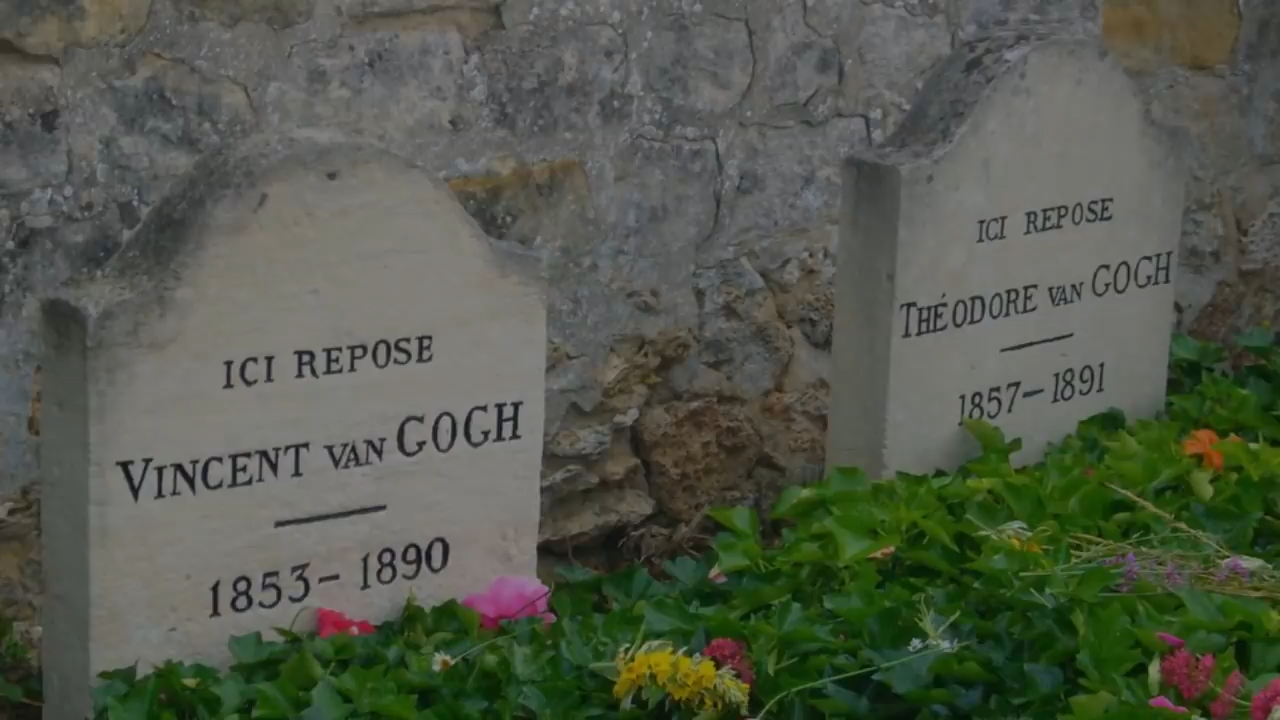 ICI REPOSE
VINCENT VAN GOGH
1853-1890
ICI REPOSE
THÉODORE VAN GOGH
1857-1891